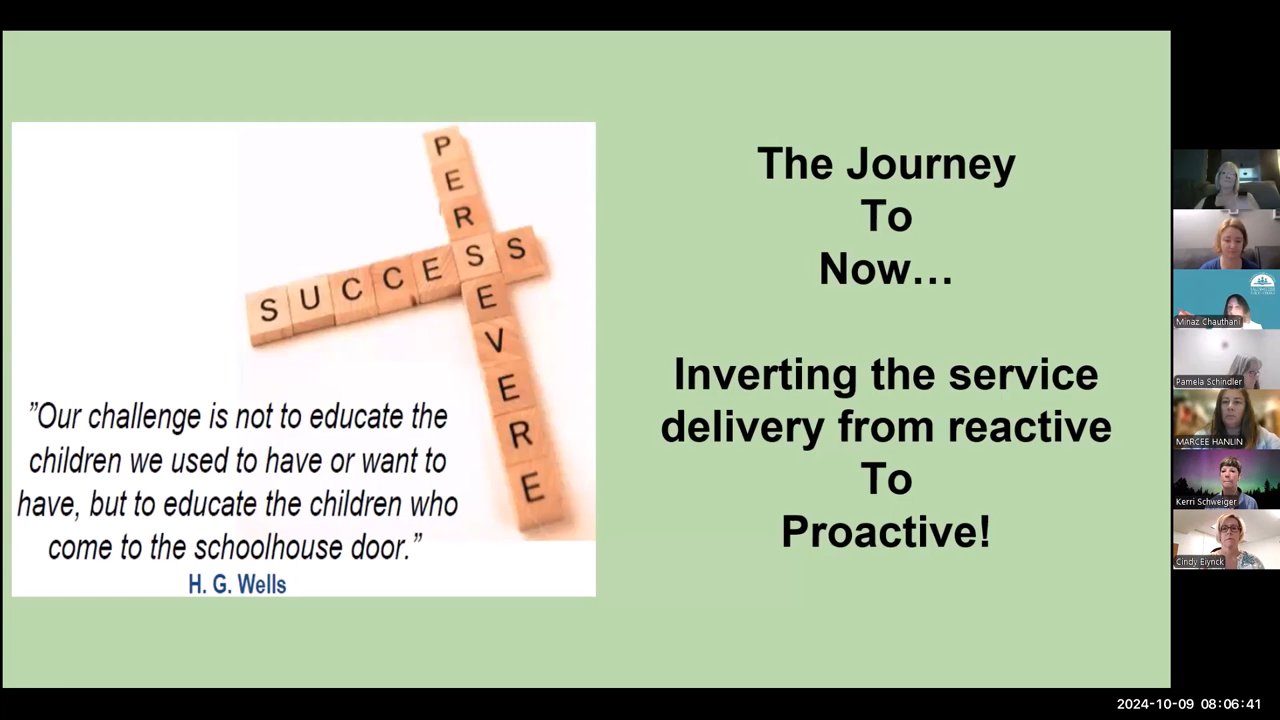 PERSEVERE
SUCCESS
”Our challenge is not to educate the
children we used to have or want to
have, but to educate the children who
come to the schoolhouse door.”
H. G. Wells
The Journey
To
Now…
Inverting the service
delivery from reactive
To
Proactive!
Minaz Chauthani
Pamela Schindler
MARCEE HANLIN
Kerri Schweiger
Cindy Eiynck
2024-10-09 08:06:41